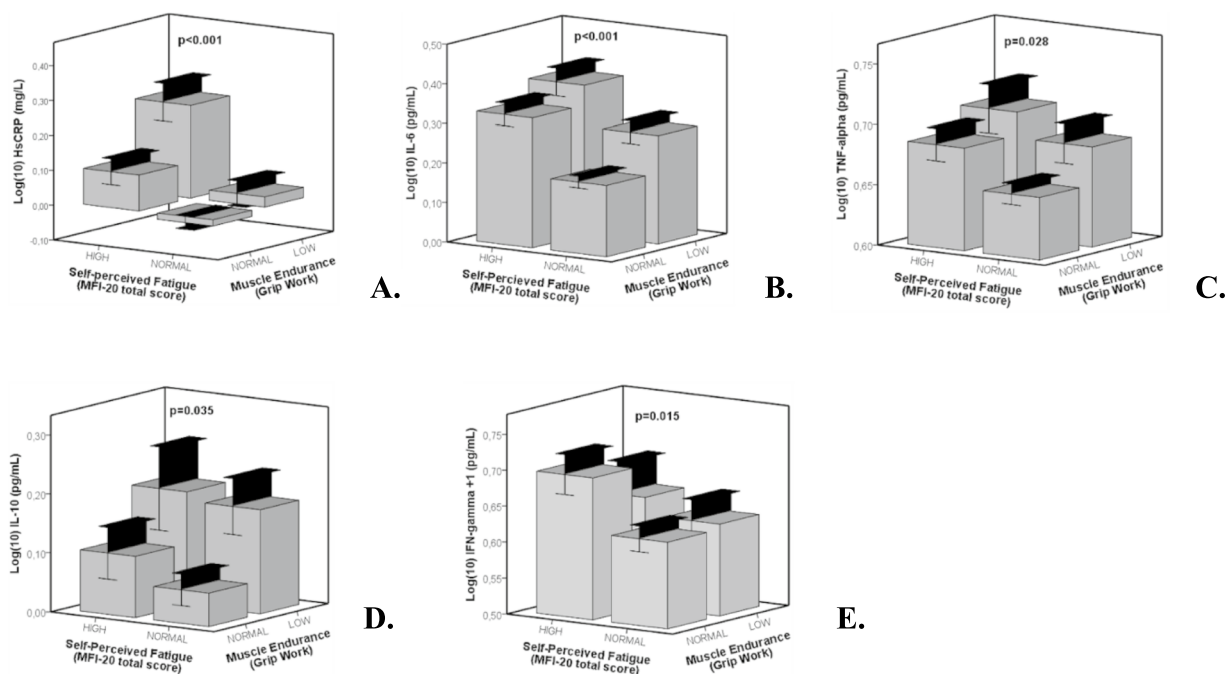 p<0.001
Log(10) HsCRP (mg/L)
0,40
0,30
0,20
0,10
0,00
-0,10
HIGH
NORMAL
Self-perceived Fatigue
(MFI-20 total score)
NORMAL
LOW
Muscle Endurance
(Grip Work)
A.
p<0.001
Log(10) IL-6 (pg/mL)
0,50
0,40
0,30
0,20
0,10
0,00
HIGH
NORMAL
Self-Percieved Fatigue
(MFI-20 total score)
NORMAL
LOW
Muscle Endurance
(Grip Work)
B.
p=0.028
Log(10) TNF-alpha (pg/mL)
0,75
0,70
0,65
0,60
HIGH
NORMAL
Self-Perceived Fatigue
(MFI-20 total score)
NORMAL
LOW
Muscle Endurance
(Grip Work)
C.
p=0.035
Log(10) IL-10 (pg/mL)
0,30
0,20
0,10
0,00
HIGH
NORMAL
Self-Perceived Fatigue
(MFI-20 total score)
NORMAL
LOW
Muscle Endurance
(Grip Work)
D.
p=0.015
Log(10) IFN-gamma +1 (pg/mL)
0,75
0,70
0,65
0,60
0,55
0,50
HIGH
NORMAL
Self-Perceived Fatigue
(MFI-20 total score)
NORMAL
LOW
Muscle Endurance
(Grip Work)
E.